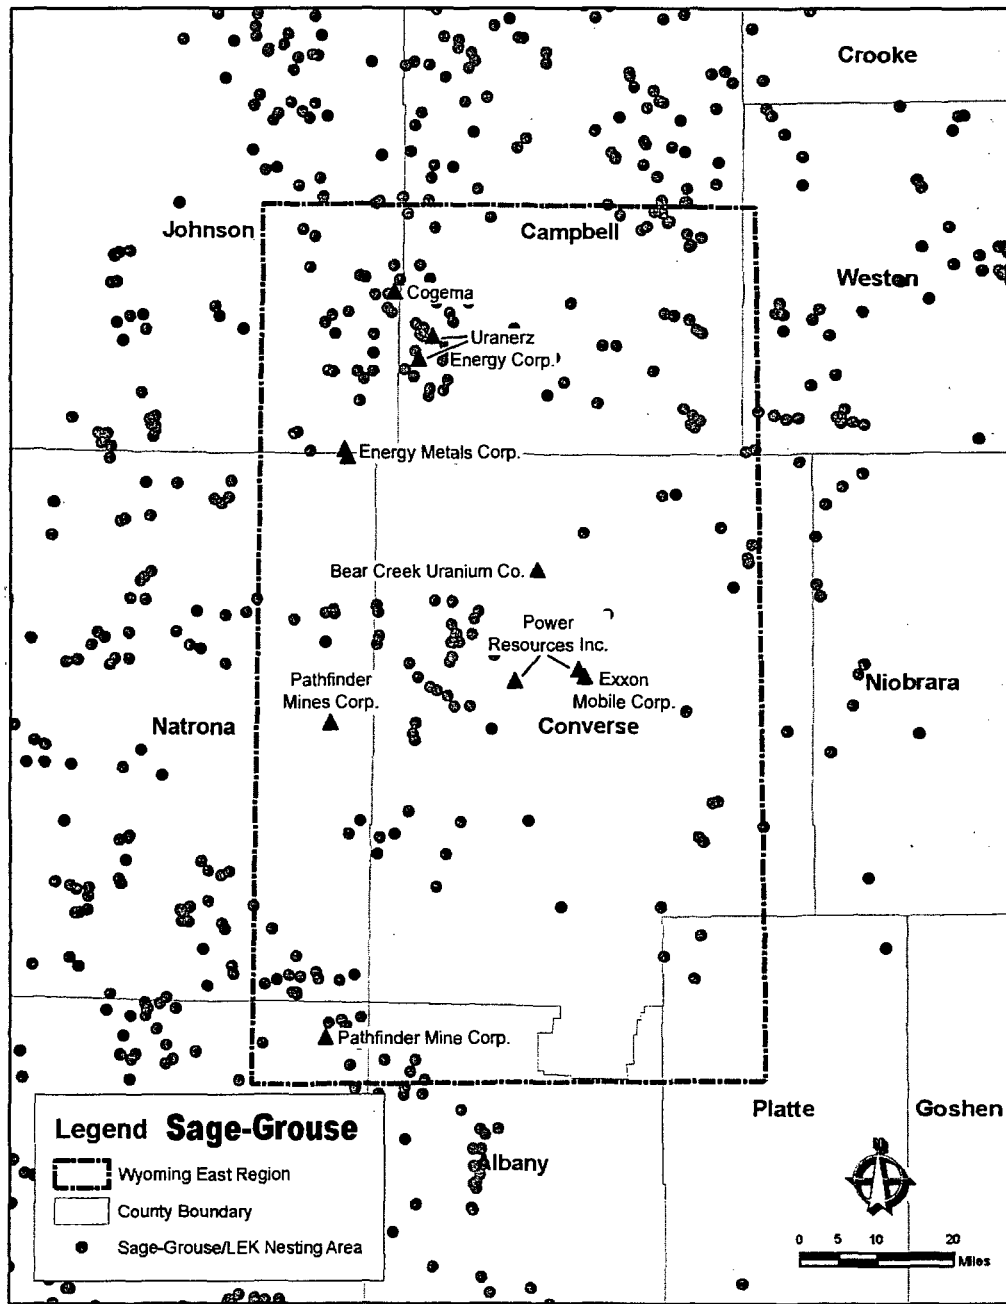 Crooke
Johnson
Campbell
Weston
Cogema
Uranerz
Energy Corp.
Energy Metals Corp.
Bear Creek Uranium Co.
Power
Resources Inc.
Pathfinder
Mines Corp.
Exxon
Mobile Corp.
Niobrara
Natrona
Converse
Pathfinder Mine Corp.
Platte
Goshen
Albany
Legend Sage-Grouse
Wyoming East Region
County Boundary
Sage-Grouse/LEK Nesting Area
N
0 5 10 20
Miles